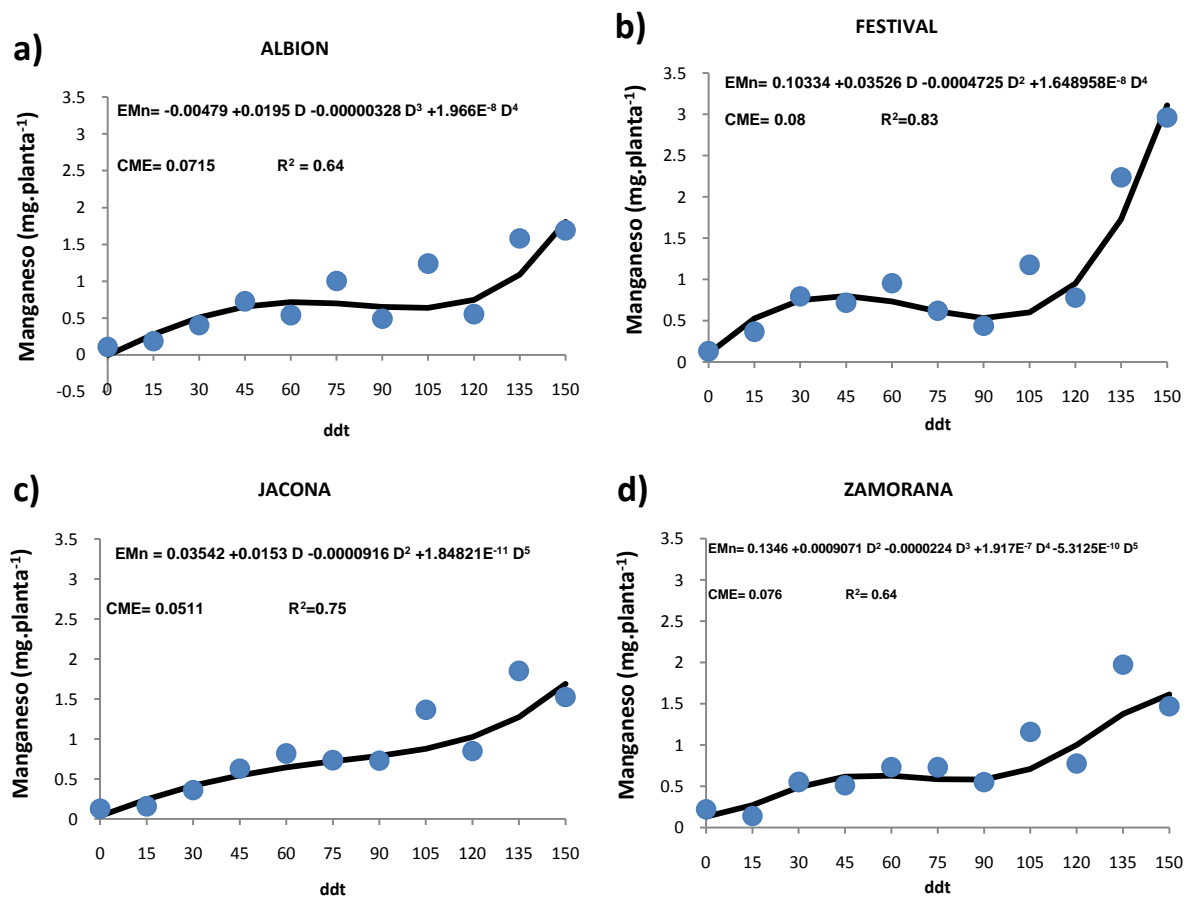 a)
ALBION
EMn= -0.00479 +0.0195 D -0.00000328 D³ +1.966E⁻⁸ D⁴
CME= 0.0715 R² = 0.64
Manganeso (mg.planta⁻¹)
3.5
3
2.5
2
1.5
1
0.5
0
-0.5
0 15 30 45 60 75 90 105 120 135 150
ddt
b)
FESTIVAL
EMn= 0.10334 +0.03526 D -0.0004725 D² +1.648958E⁻⁸ D⁴
CME= 0.08 R²=0.83
Manganeso (mg.planta⁻¹)
3.5
3
2.5
2
1.5
1
0.5
0
0 15 30 45 60 75 90 105 120 135 150
ddt
c)
JACONA
EMn = 0.03542 +0.0153 D -0.0000916 D² +1.84821E⁻¹¹ D⁵
CME= 0.0511 R²=0.75
Manganeso (mg.planta⁻¹)
3.5
3
2.5
2
1.5
1
0.5
0
0 15 30 45 60 75 90 105 120 135 150
ddt
d)
ZAMORANA
EMn= 0.1346 +0.0009071 D² -0.0000224 D³ +1.917E⁻⁷ D⁴ -5.3125E⁻¹⁰ D⁵
CME= 0.076 R²= 0.64
Manganeso (mg.planta⁻¹)
3.5
3
2.5
2
1.5
1
0.5
0
0 15 30 45 60 75 90 105 120 135 150
ddt